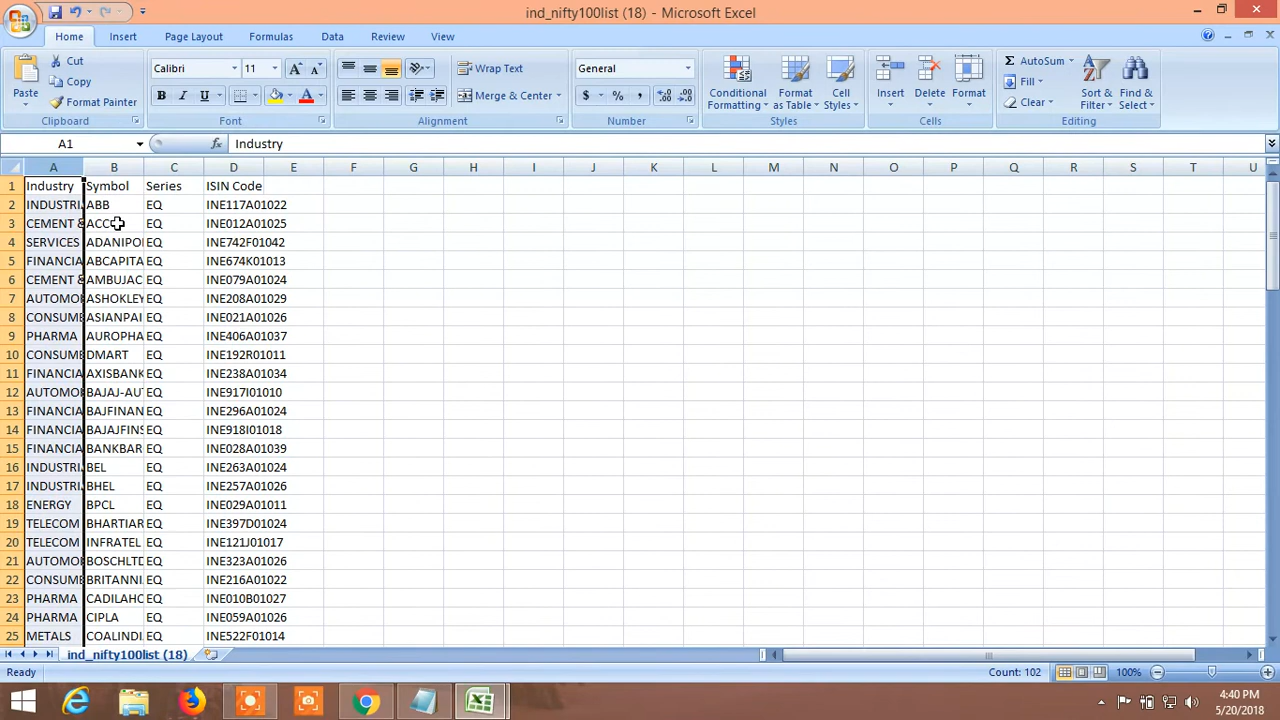 ind_nifty100list (18) - Microsoft Excel
Home Insert Page Layout Formulas Data Review View
Paste Cut Copy Format Painter Clipboard
Calibri 11 A A B I U A Font
Wrap Text Merge & Center Alignment
General $ % , Number
Conditional Formatting Format as Table Cell Styles Styles
Insert Delete Format Cells
Σ AutoSum Fill Clear Sort & Filter Find & Select Editing
A1 fx Industry
A B C D E F G H I J K L M N O P Q R S T U
1 Industry Symbol Series ISIN Code
2 INDUSTRI ABB EQ INE117A01022
3 CEMENT & ACC EQ INE012A01025
4 SERVICES ADANIPO EQ INE742F01042
5 FINANCIA ABCAPITA EQ INE674K01013
6 CEMENT & AMBUJAC EQ INE079A01024
7 AUTOMO ASHOKLEY EQ INE208A01029
8 CONSUME ASIANPAI EQ INE021A01026
9 PHARMA AUROPHA EQ INE406A01037
10 CONSUME DMART EQ INE192R01011
11 FINANCIA AXISBANK EQ INE238A01034
12 AUTOMO BAJAJ-AU EQ INE917I01010
13 FINANCIA BAJFINAN EQ INE296A01024
14 FINANCIA BAJAJFINS EQ INE918I01018
15 FINANCIA BANKBAR EQ INE028A01039
16 INDUSTRI BEL EQ INE263A01024
17 INDUSTRI BHEL EQ INE257A01026
18 ENERGY BPCL EQ INE029A01011
19 TELECOM BHARTIAR EQ INE397D01024
20 TELECOM INFRATEL EQ INE121J01017
21 AUTOMO BOSCHLTD EQ INE323A01026
22 CONSUME BRITANNI EQ INE216A01022
23 PHARMA CADILAHC EQ INE010B01027
24 PHARMA CIPLA EQ INE059A01026
25 METALS COALINDI EQ INE522F01014
ind_nifty100list (18)
Ready Count: 102 100%
4:40 PM
5/20/2018